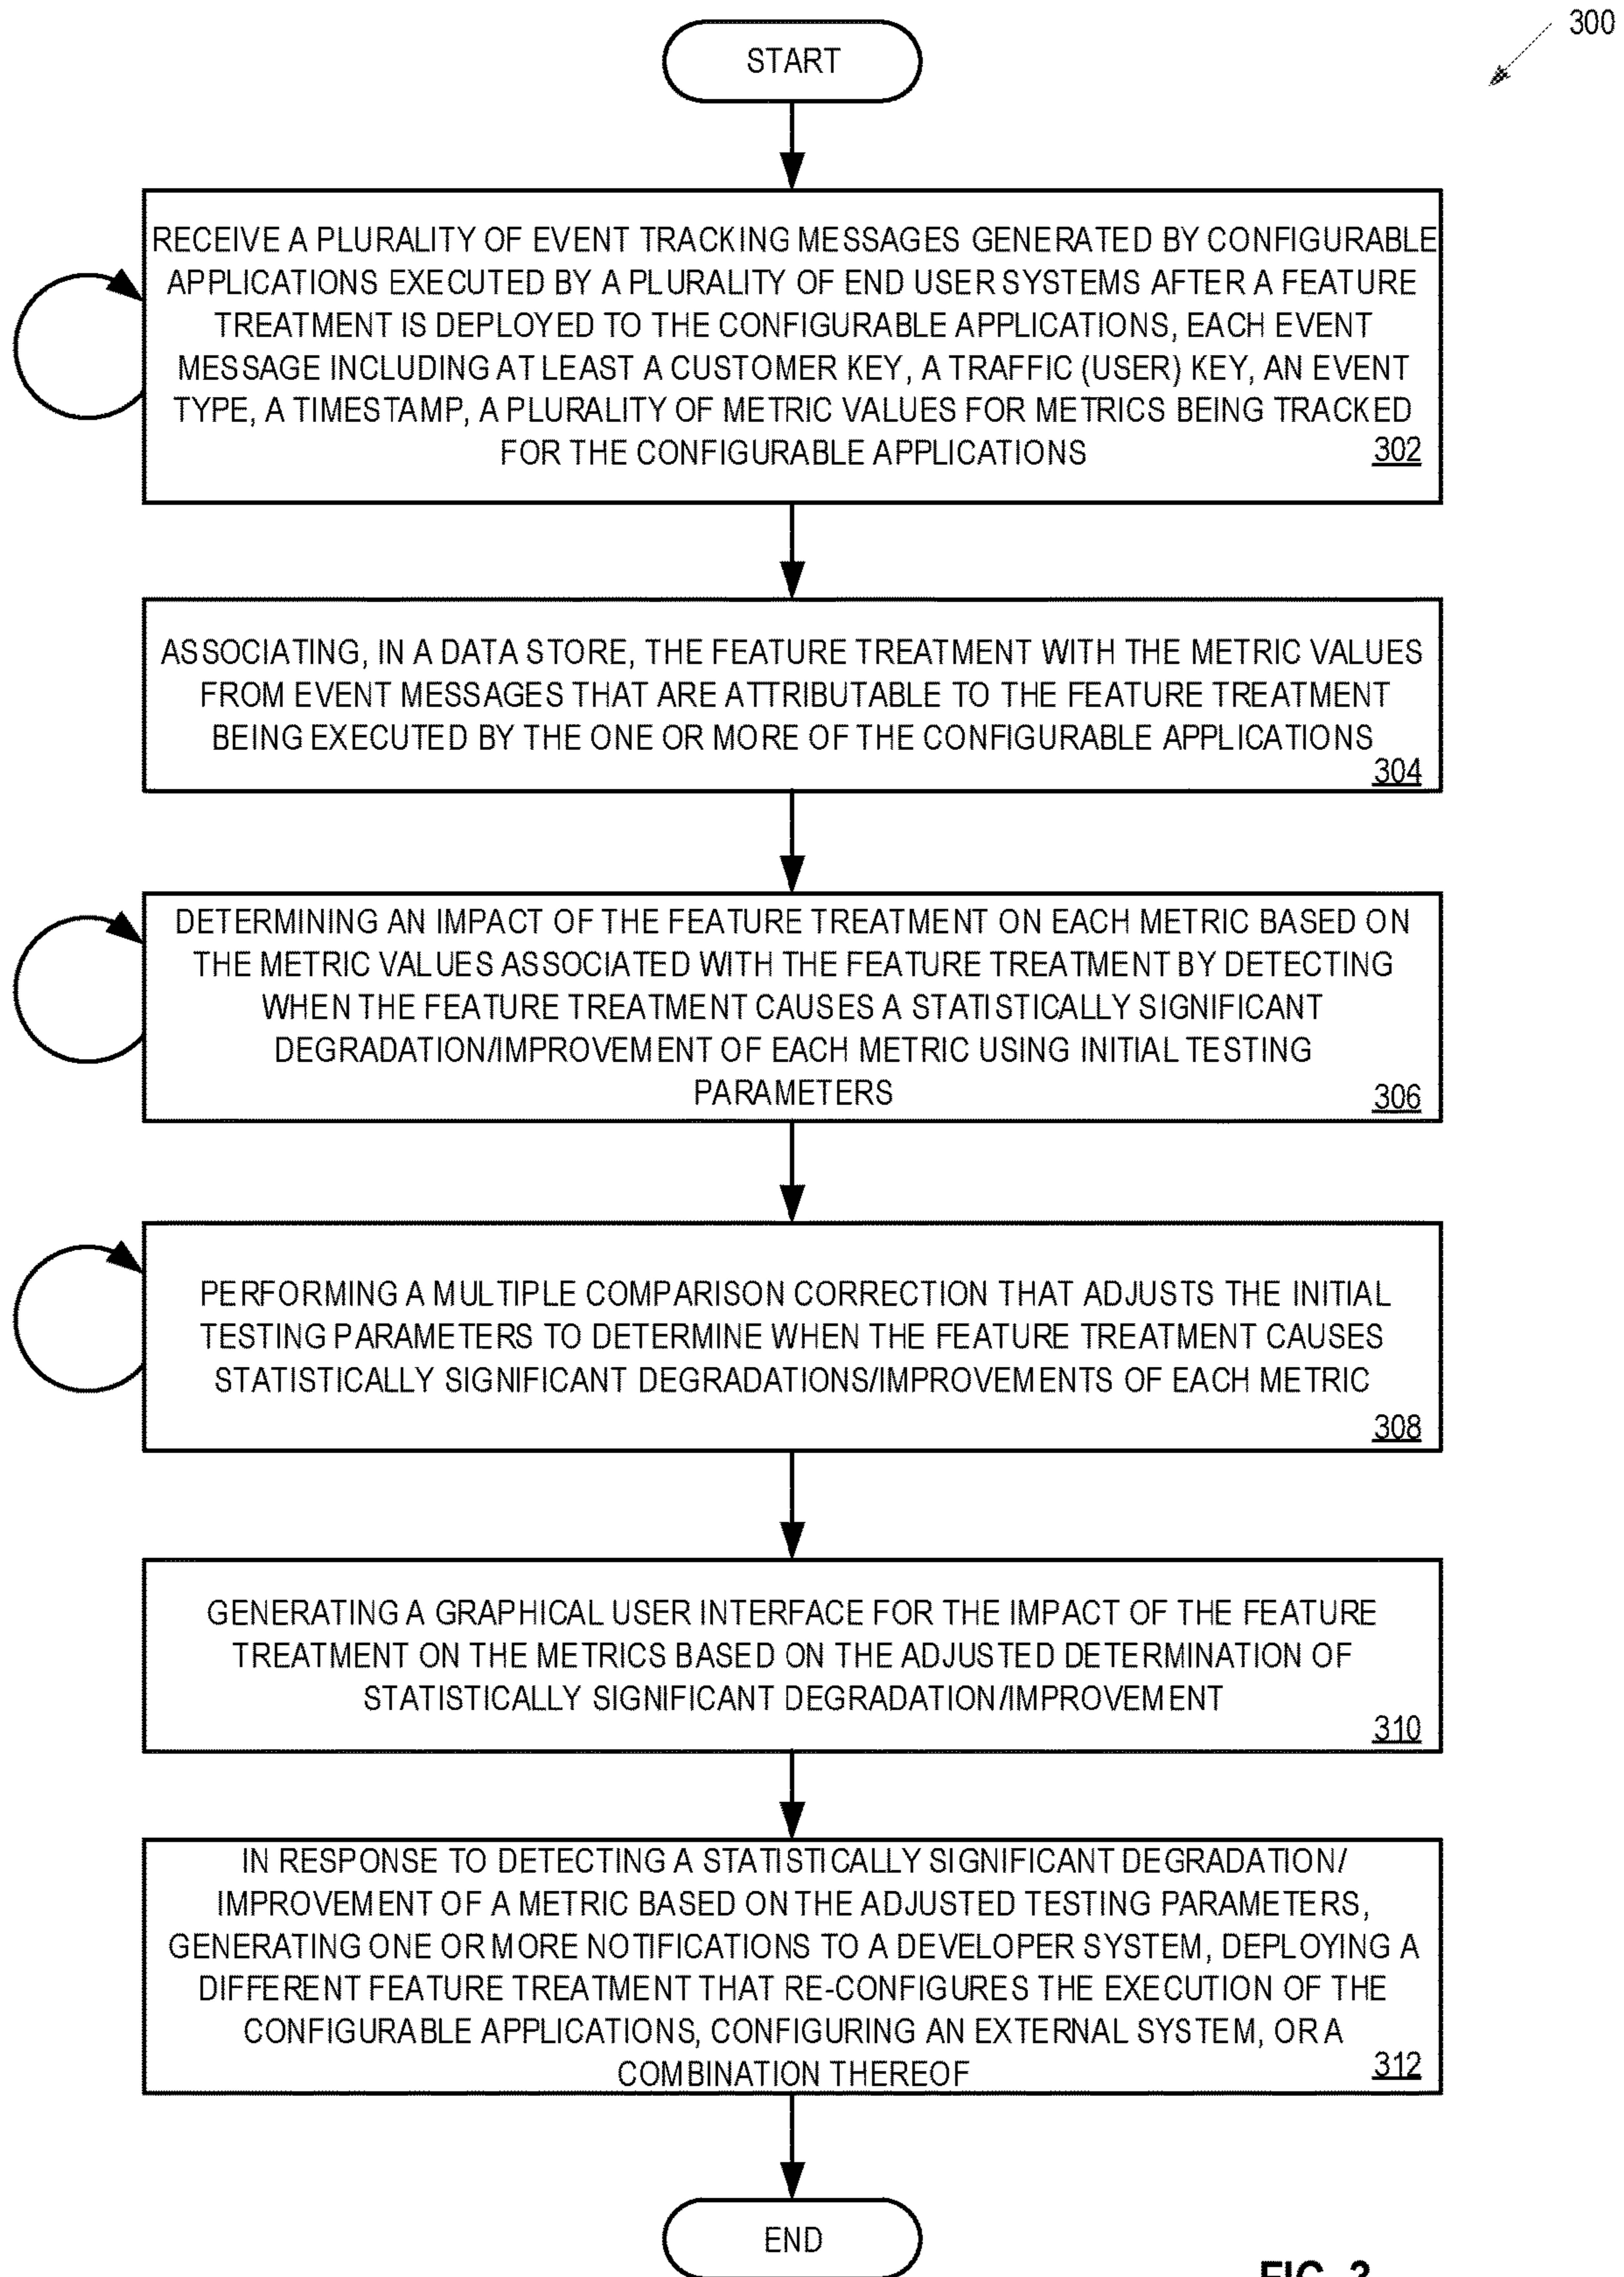 300
START
RECEIVE A PLURALITY OF EVENT TRACKING MESSAGES GENERATED BY CONFIGURABLE
APPLICATIONS EXECUTED BY A PLURALITY OF END USER SYSTEMS AFTER A FEATURE
TREATMENT IS DEPLOYED TO THE CONFIGURABLE APPLICATIONS, EACH EVENT
MESSAGE INCLUDING AT LEAST A CUSTOMER KEY, A TRAFFIC (USER) KEY, AN EVENT
TYPE, A TIMESTAMP, A PLURALITY OF METRIC VALUES FOR METRICS BEING TRACKED
FOR THE CONFIGURABLE APPLICATIONS
302
ASSOCIATING, IN A DATA STORE, THE FEATURE TREATMENT WITH THE METRIC VALUES
FROM EVENT MESSAGES THAT ARE ATTRIBUTABLE TO THE FEATURE TREATMENT
BEING EXECUTED BY THE ONE OR MORE OF THE CONFIGURABLE APPLICATIONS
304
DETERMINING AN IMPACT OF THE FEATURE TREATMENT ON EACH METRIC BASED ON
THE METRIC VALUES ASSOCIATED WITH THE FEATURE TREATMENT BY DETECTING
WHEN THE FEATURE TREATMENT CAUSES A STATISTICALLY SIGNIFICANT
DEGRADATION/IMPROVEMENT OF EACH METRIC USING INITIAL TESTING
PARAMETERS
306
PERFORMING A MULTIPLE COMPARISON CORRECTION THAT ADJUSTS THE INITIAL
TESTING PARAMETERS TO DETERMINE WHEN THE FEATURE TREATMENT CAUSES
STATISTICALLY SIGNIFICANT DEGRADATIONS/IMPROVEMENTS OF EACH METRIC
308
GENERATING A GRAPHICAL USER INTERFACE FOR THE IMPACT OF THE FEATURE
TREATMENT ON THE METRICS BASED ON THE ADJUSTED DETERMINATION OF
STATISTICALLY SIGNIFICANT DEGRADATION/IMPROVEMENT
310
IN RESPONSE TO DETECTING A STATISTICALLY SIGNIFICANT DEGRADATION/
IMPROVEMENT OF A METRIC BASED ON THE ADJUSTED TESTING PARAMETERS,
GENERATING ONE OR MORE NOTIFICATIONS TO A DEVELOPER SYSTEM, DEPLOYING A
DIFFERENT FEATURE TREATMENT THAT RE-CONFIGURES THE EXECUTION OF THE
CONFIGURABLE APPLICATIONS, CONFIGURING AN EXTERNAL SYSTEM, OR A
COMBINATION THEREOF
312
END
FIG. 3